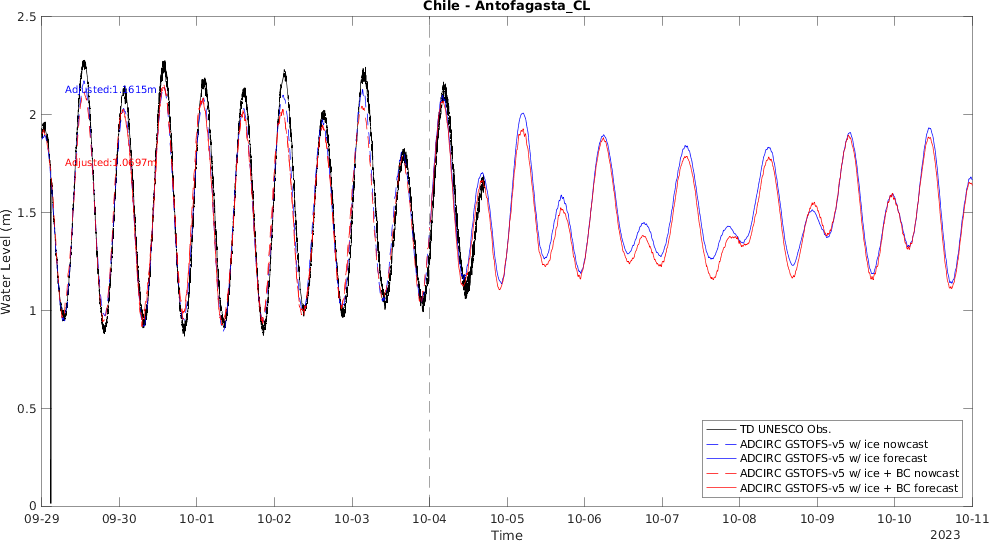 Chile - Antofagasta_CL
2.5
2
1.5
1
0.5
0
Water Level (m)
Adjusted:1.0697m
TD UNESCO Obs.
ADCIRC GSTOFS-v5 w/ ice nowcast
ADCIRC GSTOFS-v5 w/ ice forecast
ADCIRC GSTOFS-v5 w/ ice + BC nowcast
ADCIRC GSTOFS-v5 w/ ice + BC forecast
09-29 09-30 10-01 10-02 10-03 10-04 10-05 10-06 10-07 10-08 10-09 10-10 10-11
Time
2023